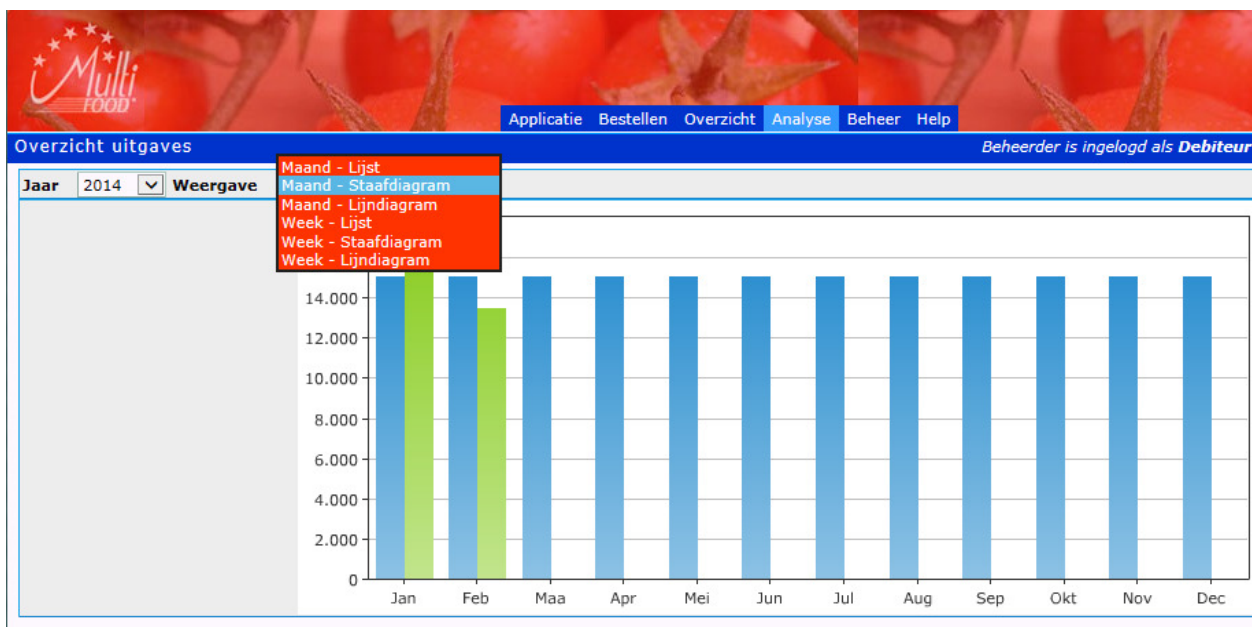 Multi
FOOD
Applicatie Bestellen Overzicht Analyse Beheer Help
Overzicht uitgaves
Beheerder is ingelogd als Debiteur
Jaar 2014 Weergave
Maand - Lijst
Maand - Staafdiagram
Maand - Lijndiagram
Week - Lijst
Week - Staafdiagram
Week - Lijndiagram
14.000
12.000
10.000
8.000
6.000
4.000
2.000
0
Jan Feb Maa Apr Mei Jun Jul Aug Sep Okt Nov Dec